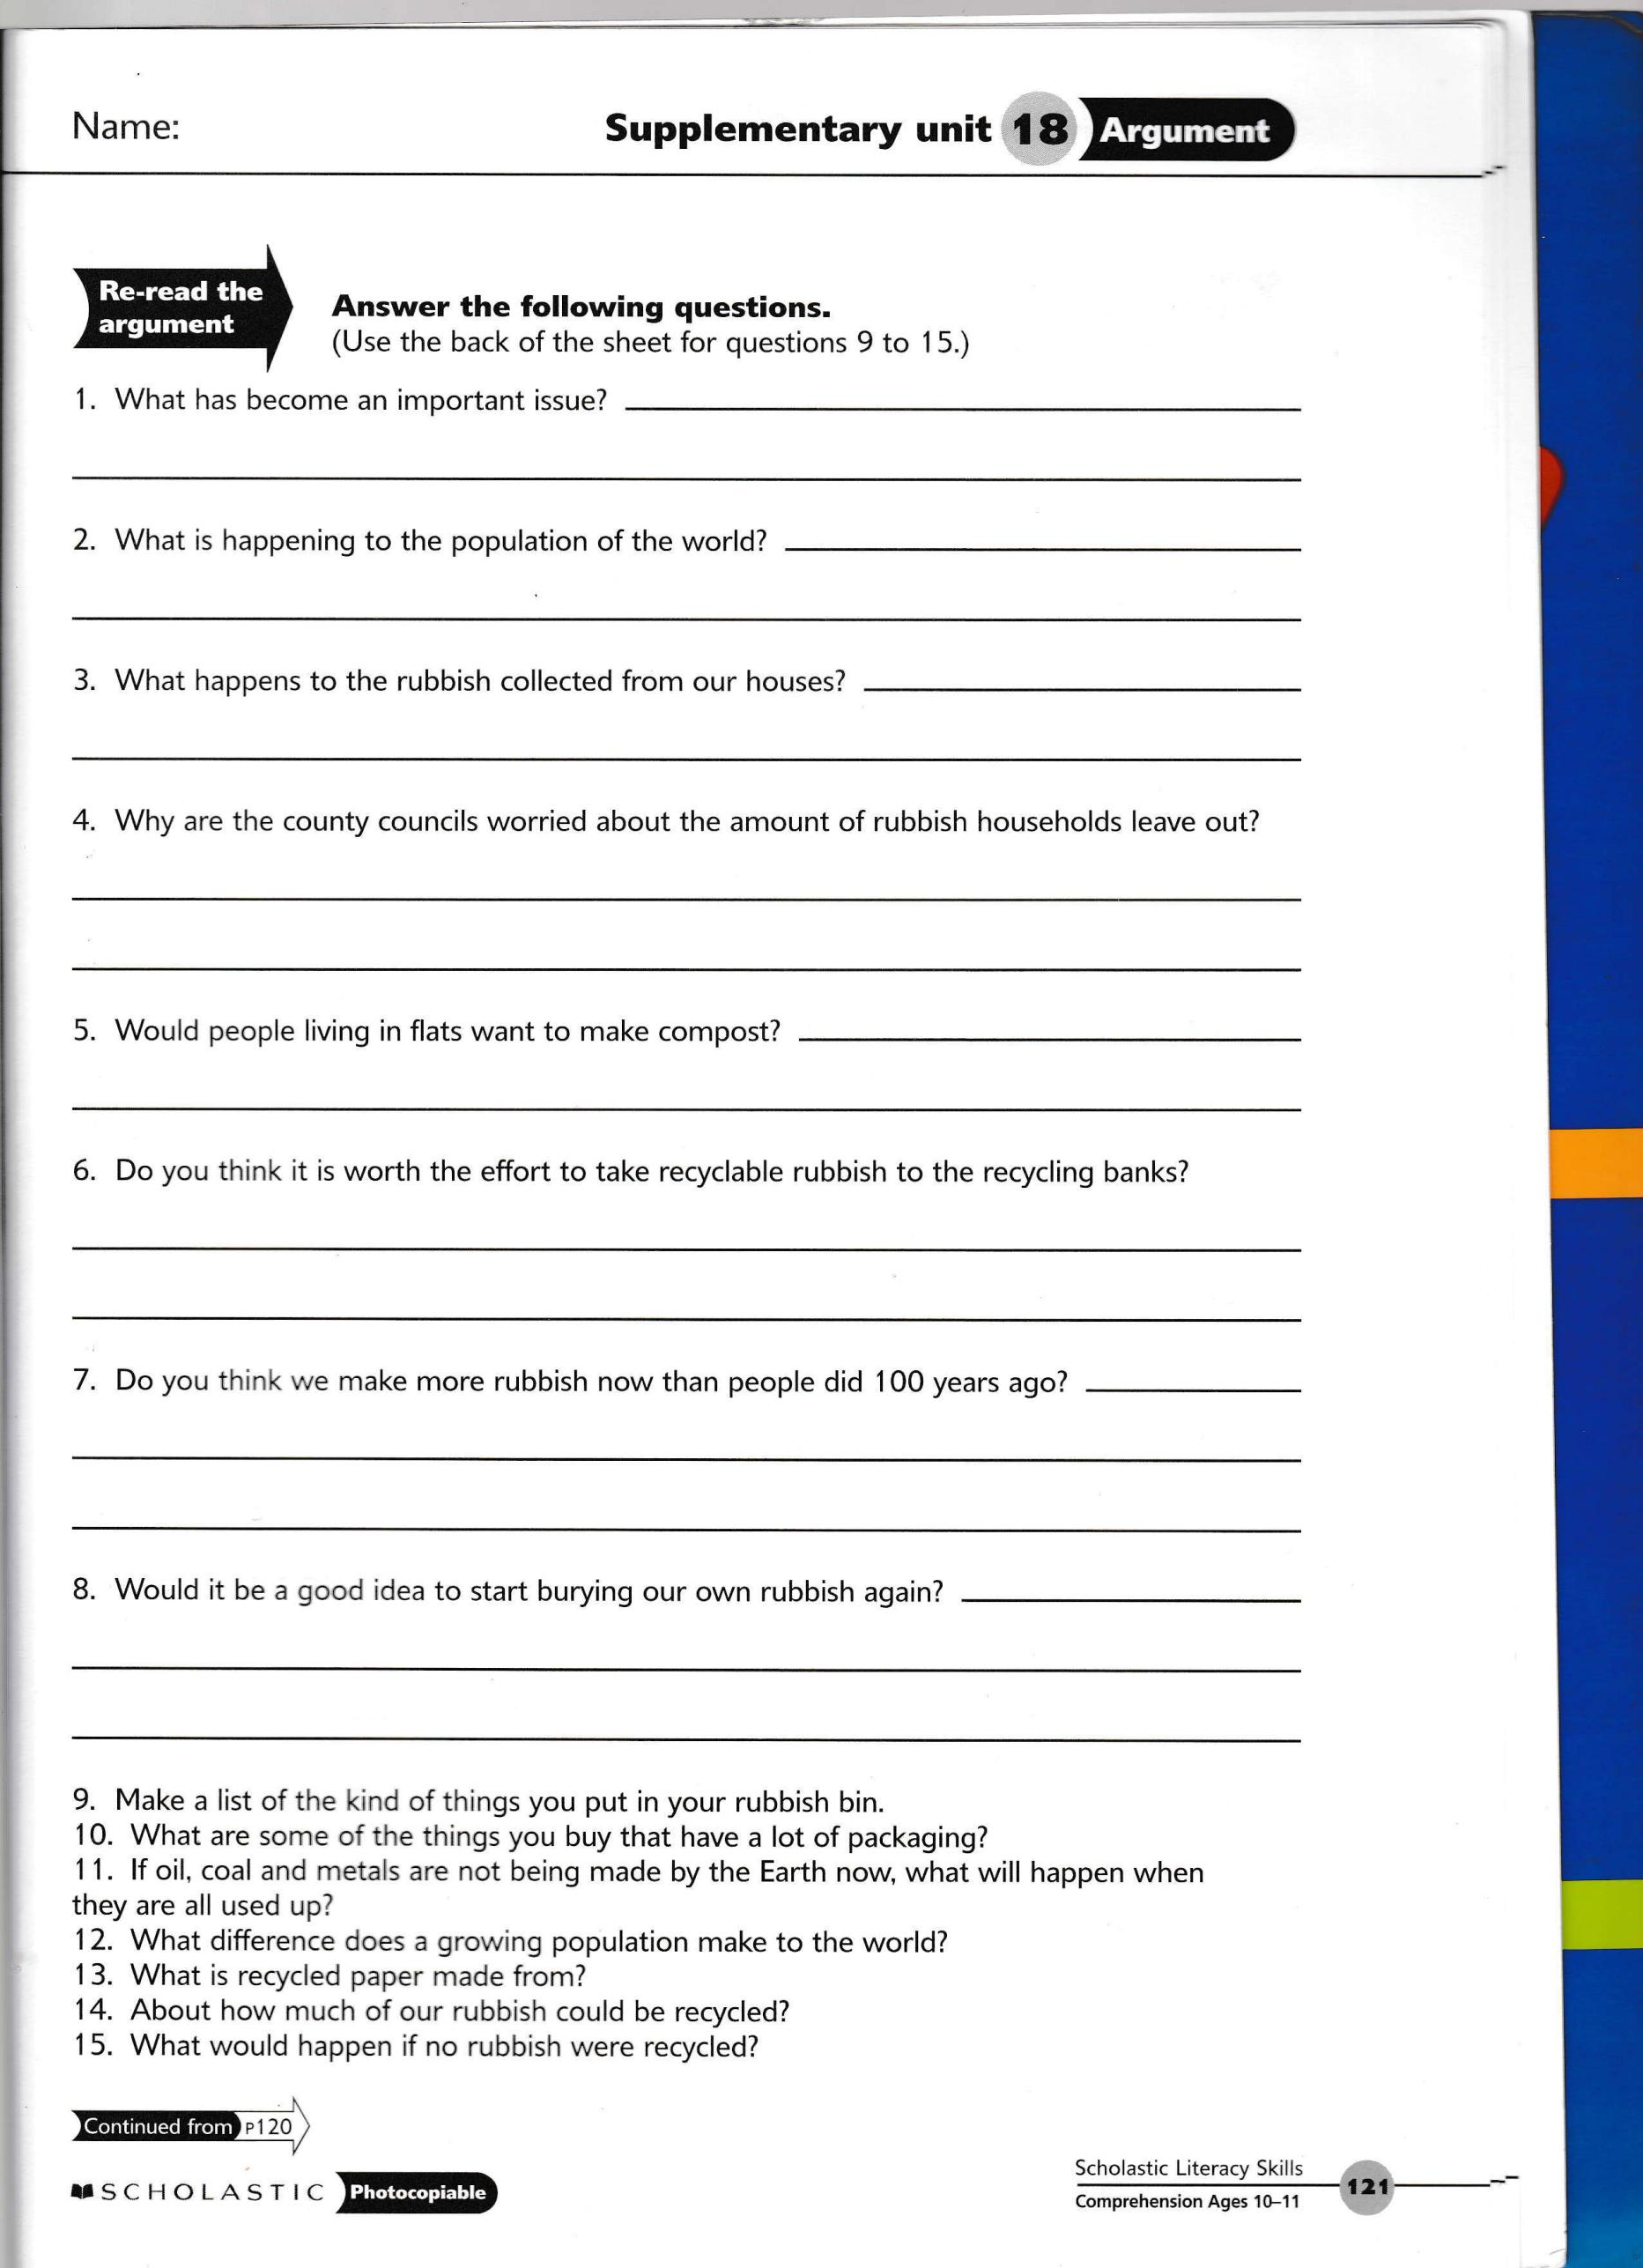 Name:
Supplementary unit 18 Argument
Re-read the
argument
Answer the following questions.
(Use the back of the sheet for questions 9 to 15.)
1. What has become an important issue?
2. What is happening to the population of the world?
3. What happens to the rubbish collected from our houses?
4. Why are the county councils worried about the amount of rubbish households leave out?
5. Would people living in flats want to make compost?
6. Do you think it is worth the effort to take recyclable rubbish to the recycling banks?
7. Do you think we make more rubbish now than people did 100 years ago?
8. Would it be a good idea to start burying our own rubbish again?
9. Make a list of the kind of things you put in your rubbish bin.
10. What are some of the things you buy that have a lot of packaging?
11. If oil, coal and metals are not being made by the Earth now, what will happen when
they are all used up?
12. What difference does a growing population make to the world?
13. What is recycled paper made from?
14. About how much of our rubbish could be recycled?
15. What would happen if no rubbish were recycled?
Continued from P120
SCHOLASTIC Photocopiable
Scholastic Literacy Skills
Comprehension Ages 10–11
121